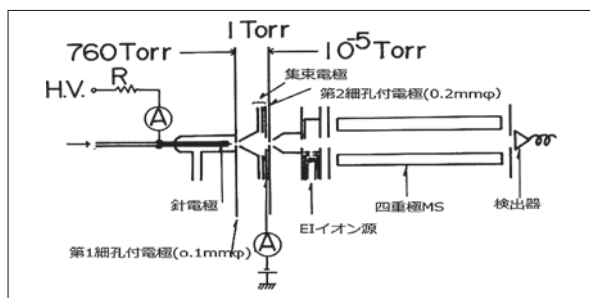 1 Torr
760Torr
10⁻⁵Torr
集束電極
H.V.
R
第2細孔付電極(0.2mmφ)
A
針電極
EIイオン源
四重極MS
検出器
第1細孔付電極(o.1mmφ)
A